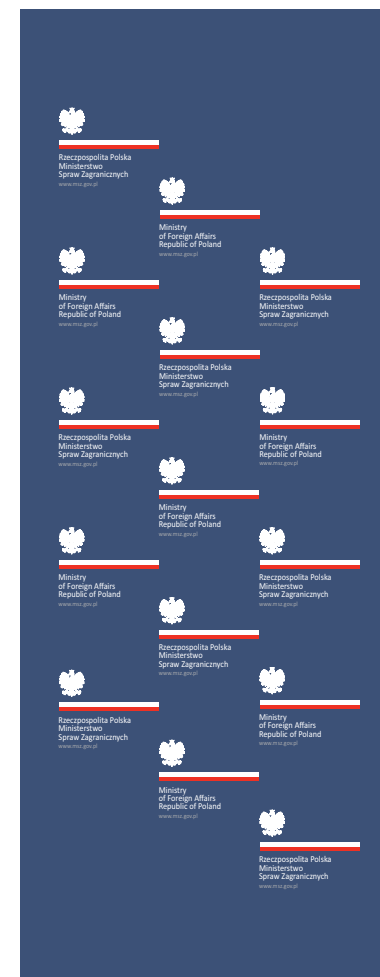 Rzeczpospolita Polska
Ministerstwo
Spraw Zagranicznych
www.msz.gov.pl
Ministry
of Foreign Affairs
Republic of Poland
www.msz.gov.pl
Ministry
of Foreign Affairs
Republic of Poland
www.msz.gov.pl
Rzeczpospolita Polska
Ministerstwo
Spraw Zagranicznych
www.msz.gov.pl
Rzeczpospolita Polska
Ministerstwo
Spraw Zagranicznych
www.msz.gov.pl
Rzeczpospolita Polska
Ministerstwo
Spraw Zagranicznych
www.msz.gov.pl
Ministry
of Foreign Affairs
Republic of Poland
www.msz.gov.pl
Ministry
of Foreign Affairs
Republic of Poland
www.msz.gov.pl
Ministry
of Foreign Affairs
Republic of Poland
www.msz.gov.pl
Rzeczpospolita Polska
Ministerstwo
Spraw Zagranicznych
www.msz.gov.pl
Rzeczpospolita Polska
Ministerstwo
Spraw Zagranicznych
www.msz.gov.pl
Rzeczpospolita Polska
Ministerstwo
Spraw Zagranicznych
www.msz.gov.pl
Ministry
of Foreign Affairs
Republic of Poland
www.msz.gov.pl
Ministry
of Foreign Affairs
Republic of Poland
www.msz.gov.pl
Rzeczpospolita Polska
Ministerstwo
Spraw Zagranicznych
www.msz.gov.pl